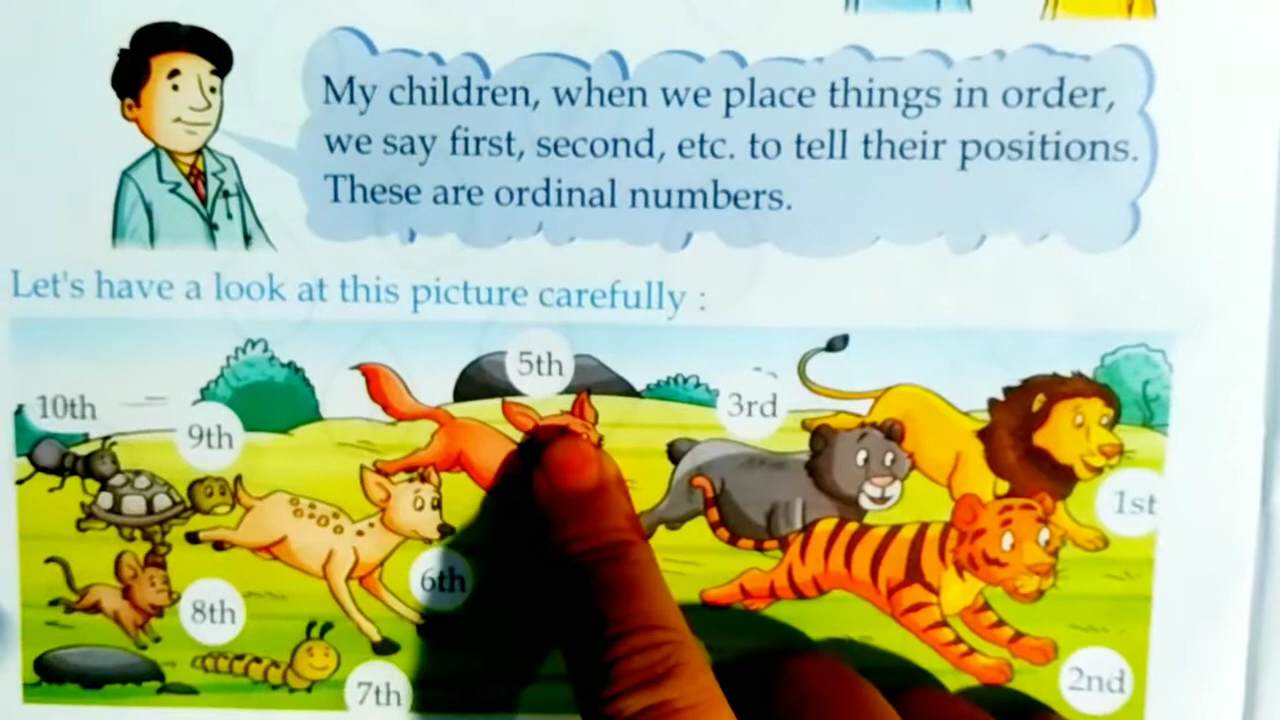 My children, when we place things in order,
we say first, second, etc. to tell their positions.
These are ordinal numbers.
Let's have a look at this picture carefully :
5th
10th
3rd
9th
1st
6th
8th
2nd
7th